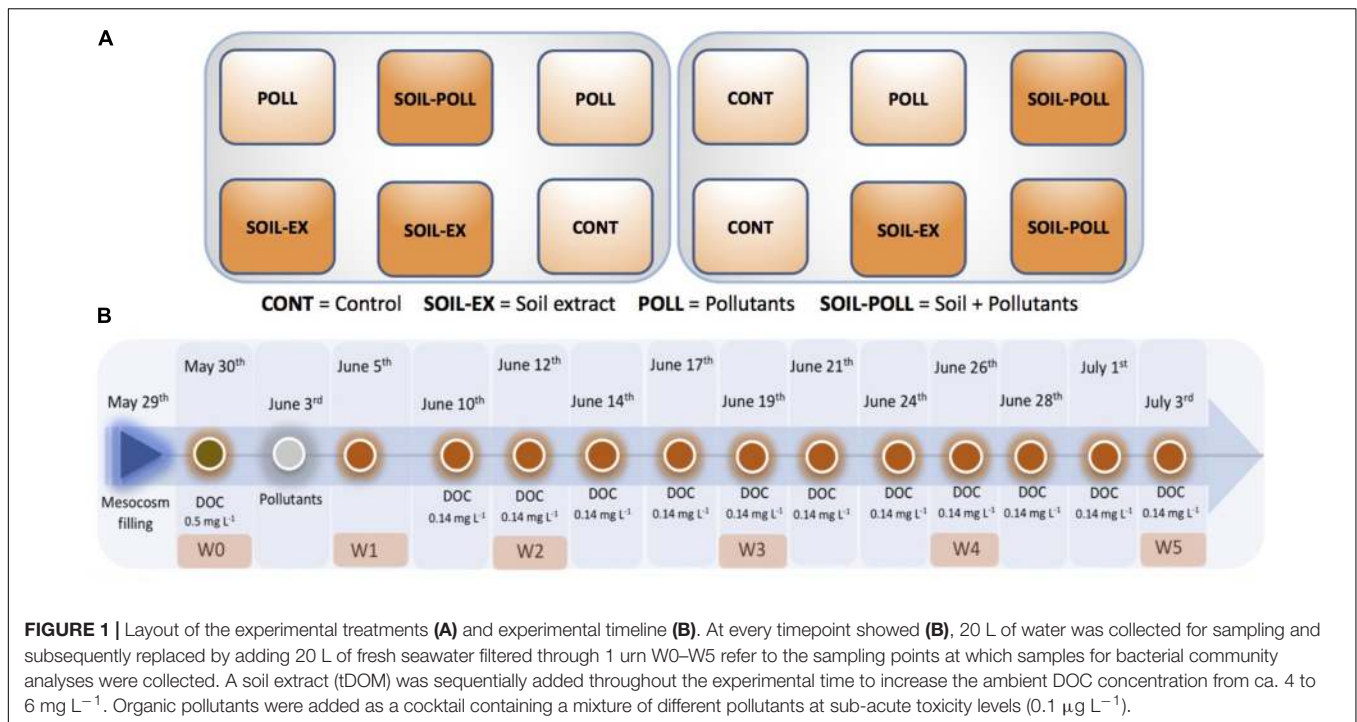 A
POLL SOIL-POLL POLL CONT POLL SOIL-POLL
SOIL-EX SOIL-EX CONT CONT SOIL-EX SOIL-POLL
CONT = Control SOIL-EX = Soil extract POLL = Pollutants SOIL-POLL = Soil + Pollutants
B
May 30th June 5th June 12th June 17th June 21th June 26th July 1st
May 29th June 3rd June 10th June 14th June 19th June 24th June 28th July 3rd
Mesocosm filling
DOC 0.5 mg L⁻¹
Pollutants
DOC 0.14 mg L⁻¹
DOC 0.14 mg L⁻¹
DOC 0.14 mg L⁻¹
DOC 0.14 mg L⁻¹
DOC 0.14 mg L⁻¹
DOC 0.14 mg L⁻¹
DOC 0.14 mg L⁻¹
DOC 0.14 mg L⁻¹
DOC 0.14 mg L⁻¹
DOC 0.14 mg L⁻¹
DOC 0.14 mg L⁻¹
W0 W1 W2 W3 W4 W5
FIGURE 1 | Layout of the experimental treatments (A) and experimental timeline (B). At every timepoint showed (B), 20 L of water was collected for sampling and
subsequently replaced by adding 20 L of fresh seawater filtered through 1 urn W0–W5 refer to the sampling points at which samples for bacterial community
analyses were collected. A soil extract (tDOM) was sequentially added throughout the experimental time to increase the ambient DOC concentration from ca. 4 to
6 mg L⁻¹. Organic pollutants were added as a cocktail containing a mixture of different pollutants at sub-acute toxicity levels (0.1 μg L⁻¹).